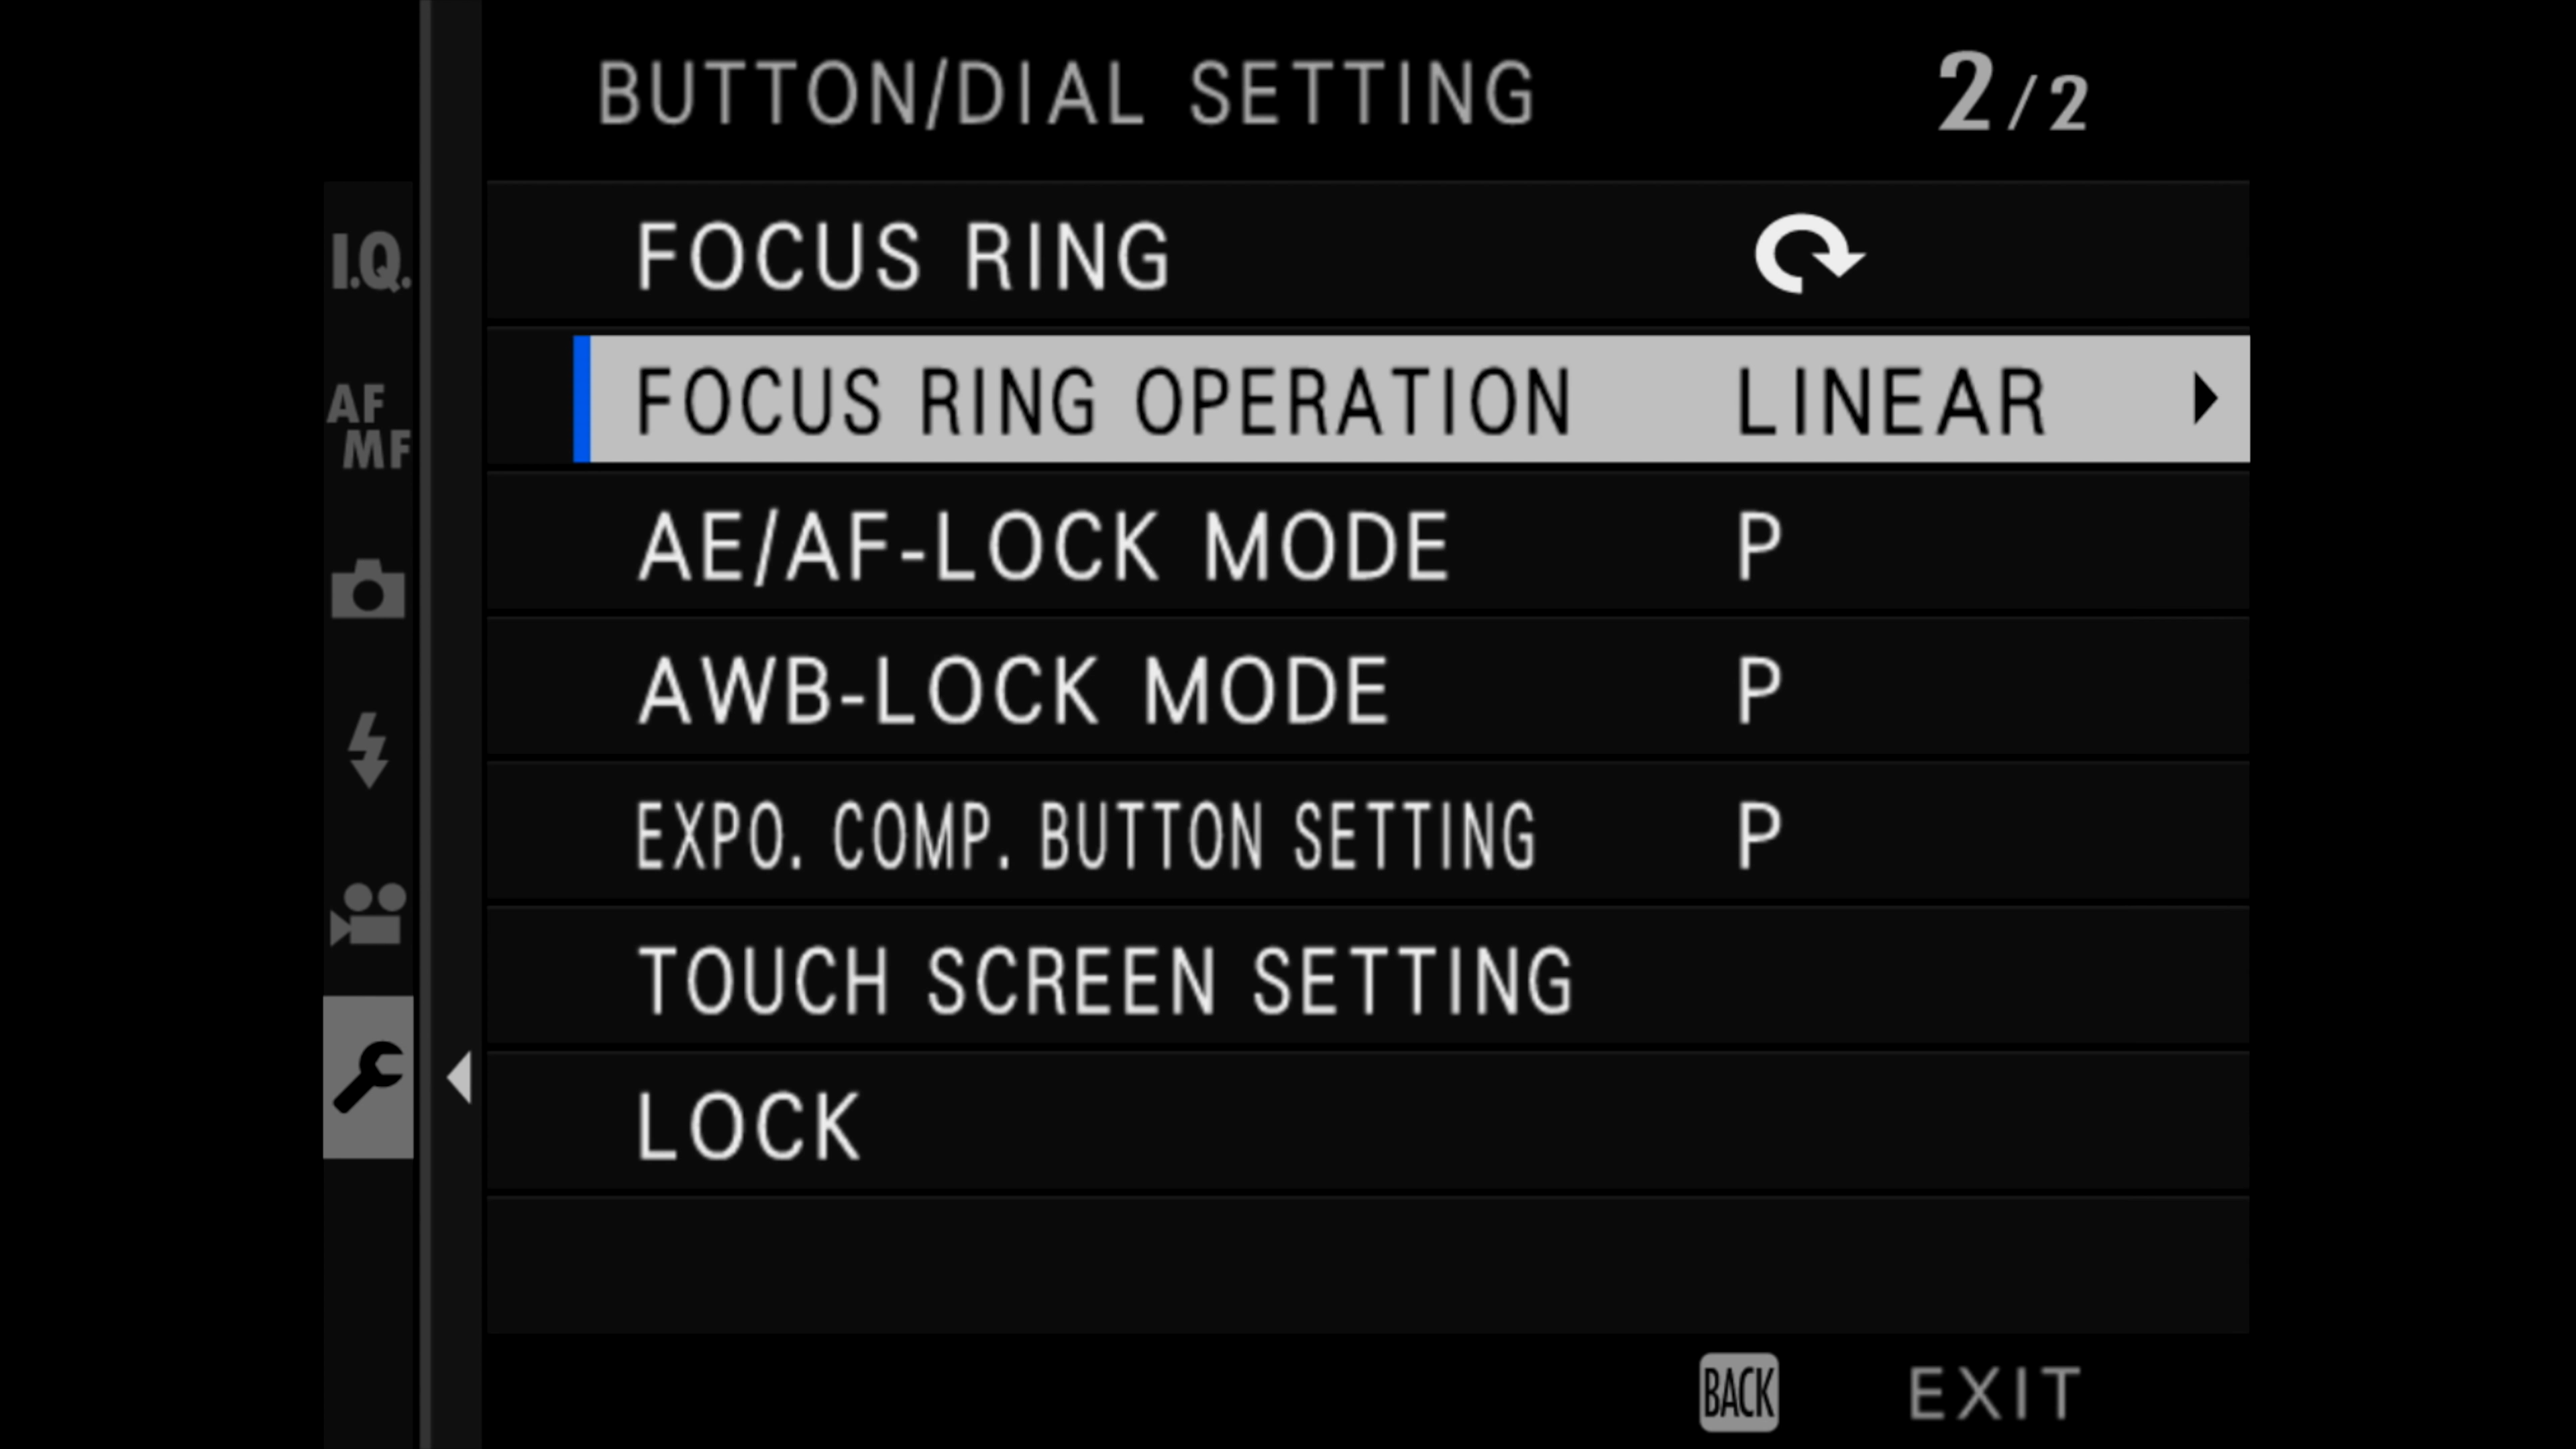 BUTTON/DIAL SETTING 2/2
I.Q.
FOCUS RING
AF
MF
FOCUS RING OPERATION LINEAR
AE/AF-LOCK MODE P
AWB-LOCK MODE P
EXPO. COMP. BUTTON SETTING P
TOUCH SCREEN SETTING
LOCK
BACK EXIT